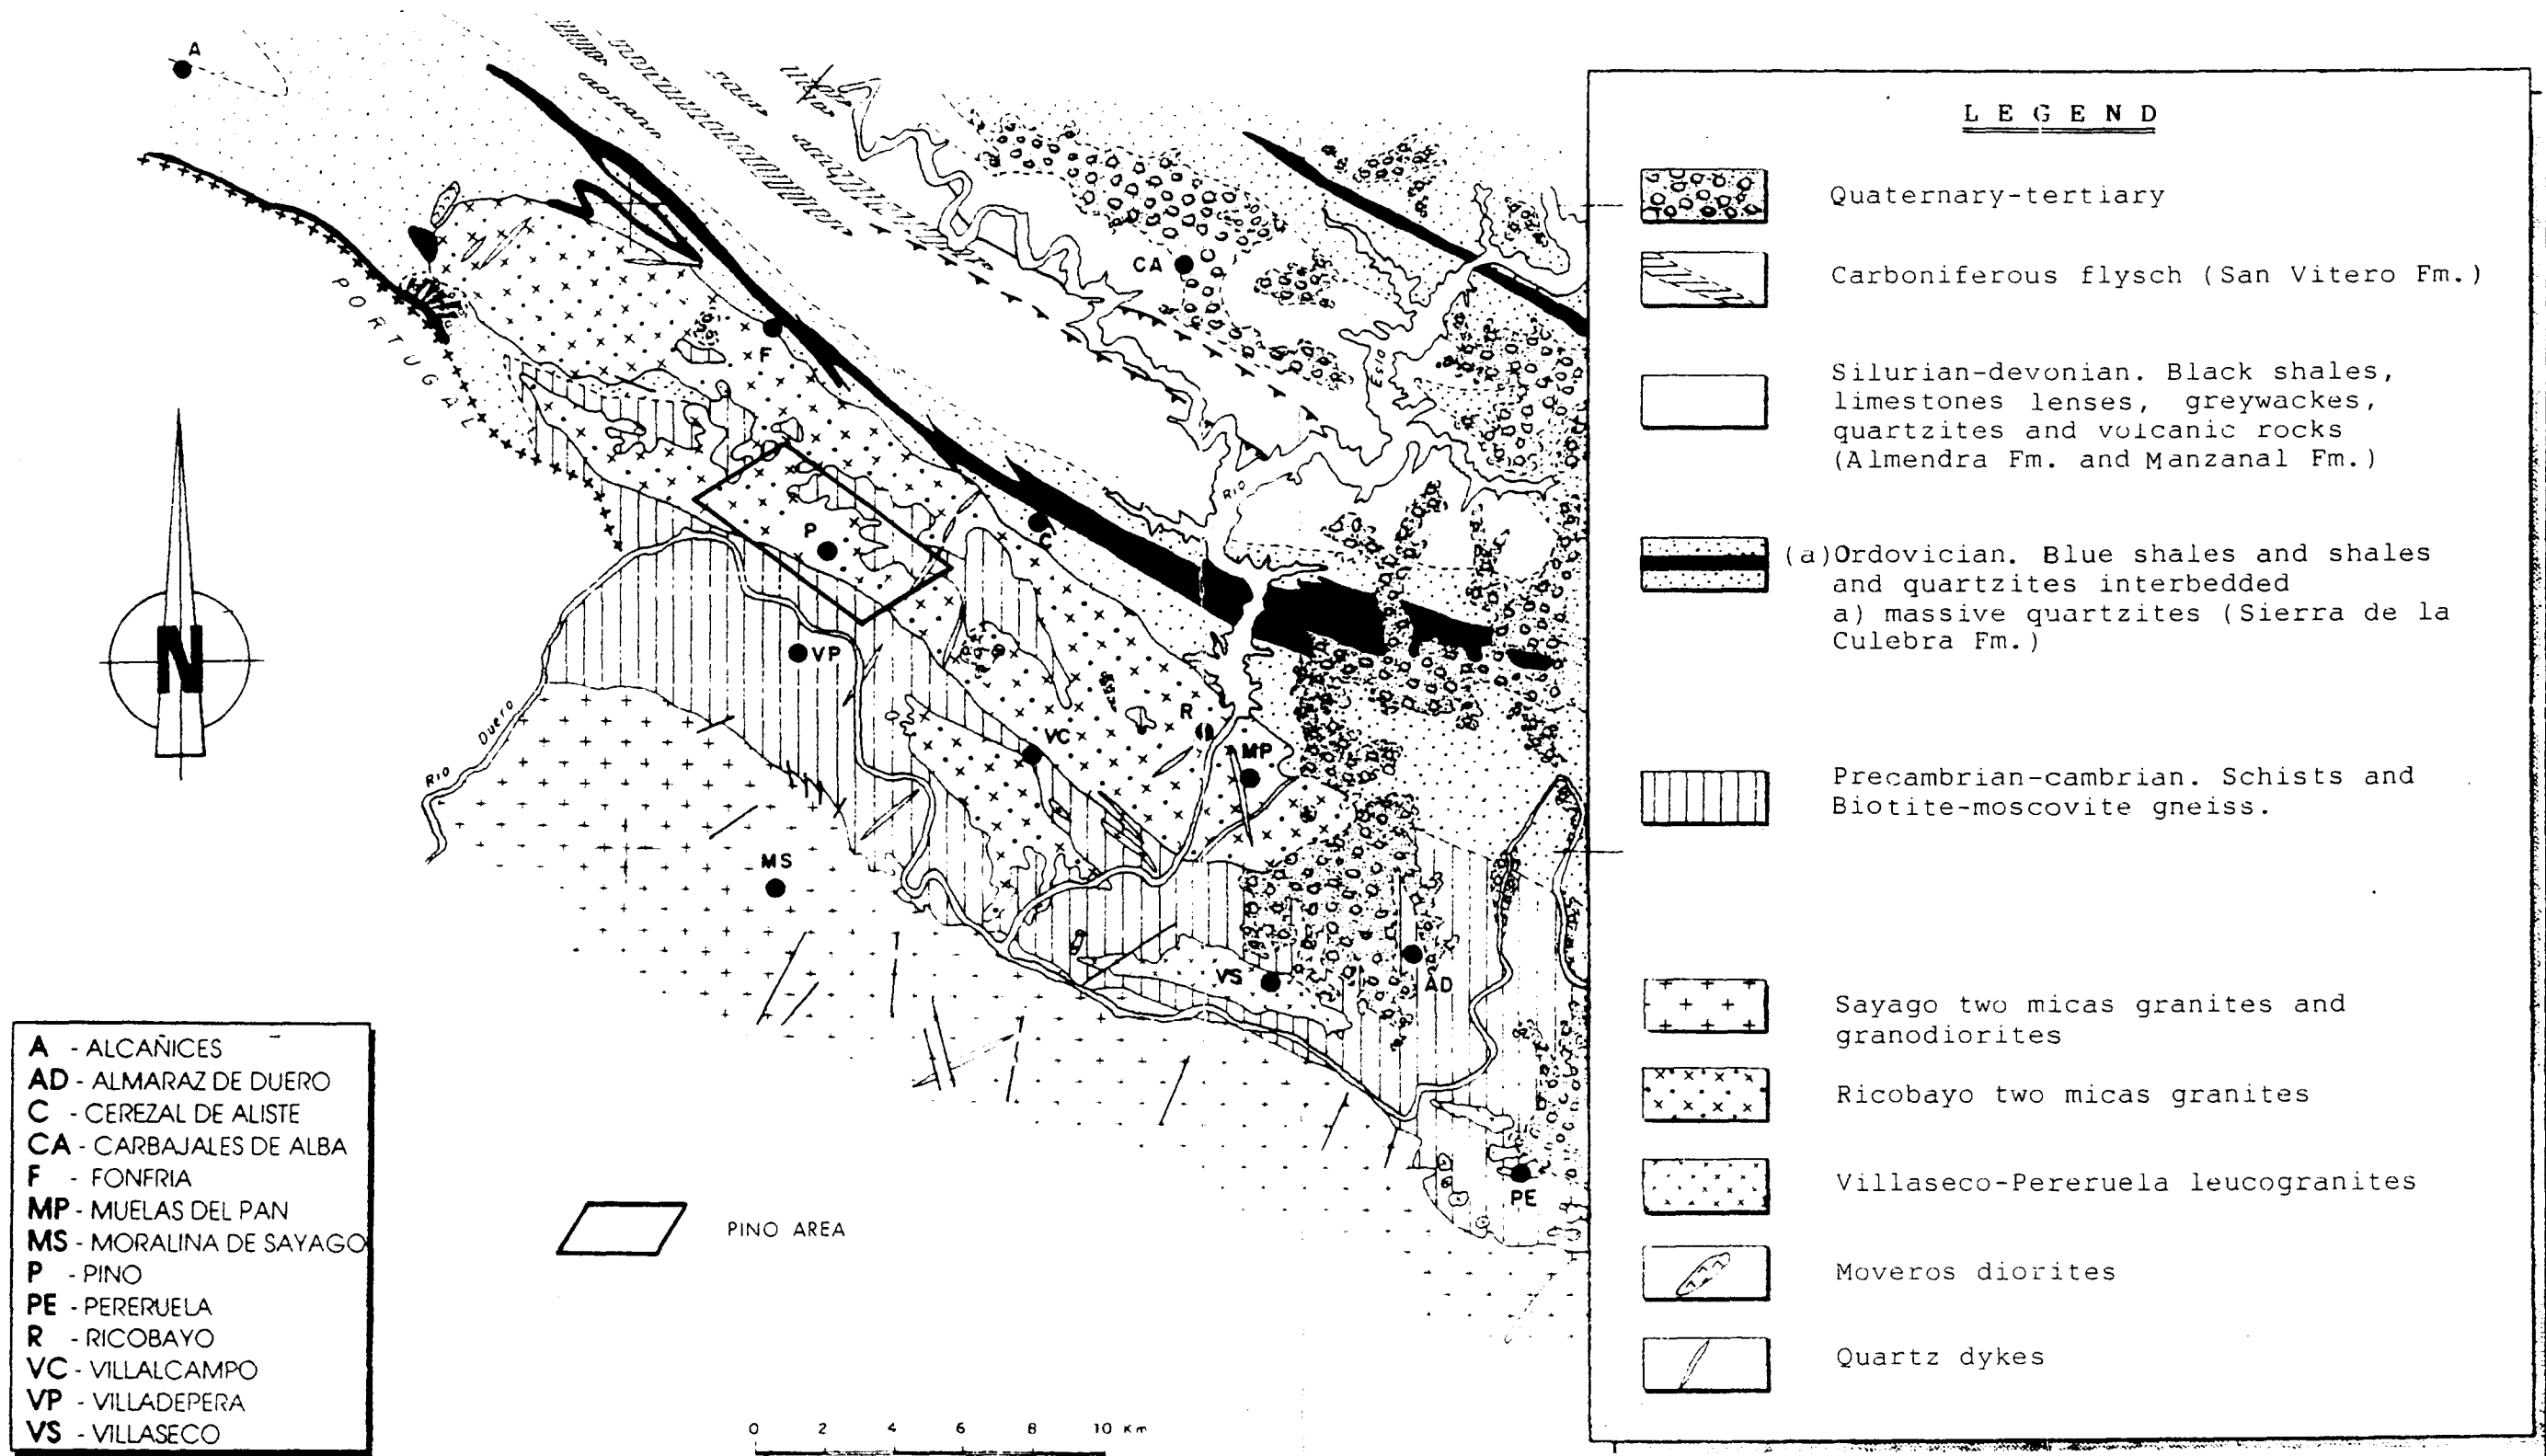 A
PORTUGAL
F
CA
Esla
RIO
C
P
VP
Duero
RIO
R
VC
MP
MS
VS
AD
PE
N
LEGEND
Quaternary-tertiary
Carboniferous flysch (San Vitero Fm.)
Silurian-devonian. Black shales,
limestones lenses, greywackes,
quartzites and volcanic rocks
(Almendra Fm. and Manzanal Fm.)
(a) Ordovician. Blue shales and shales
and quartzites interbedded
a) massive quartzites (Sierra de la
Culebra Fm.)
Precambrian-cambrian. Schists and
Biotite-moscovite gneiss.
Sayago two micas granites and
granodiorites
Ricobayo two micas granites
Villaseco-Pereruela leucogranites
Moveros diorites
Quartz dykes
A - ALCAÑICES
AD - ALMARAZ DE DUERO
C - CEREZAL DE ALISTE
CA - CARBAJALES DE ALBA
F - FONFRIA
MP - MUELAS DEL PAN
MS - MORALINA DE SAYAGO
P - PINO
PE - PERERUELA
R - RICOBAYO
VC - VILLALCAMPO
VP - VILLADEPERA
VS - VILLASECO
PINO AREA
0 2 4 6 8 10 Km